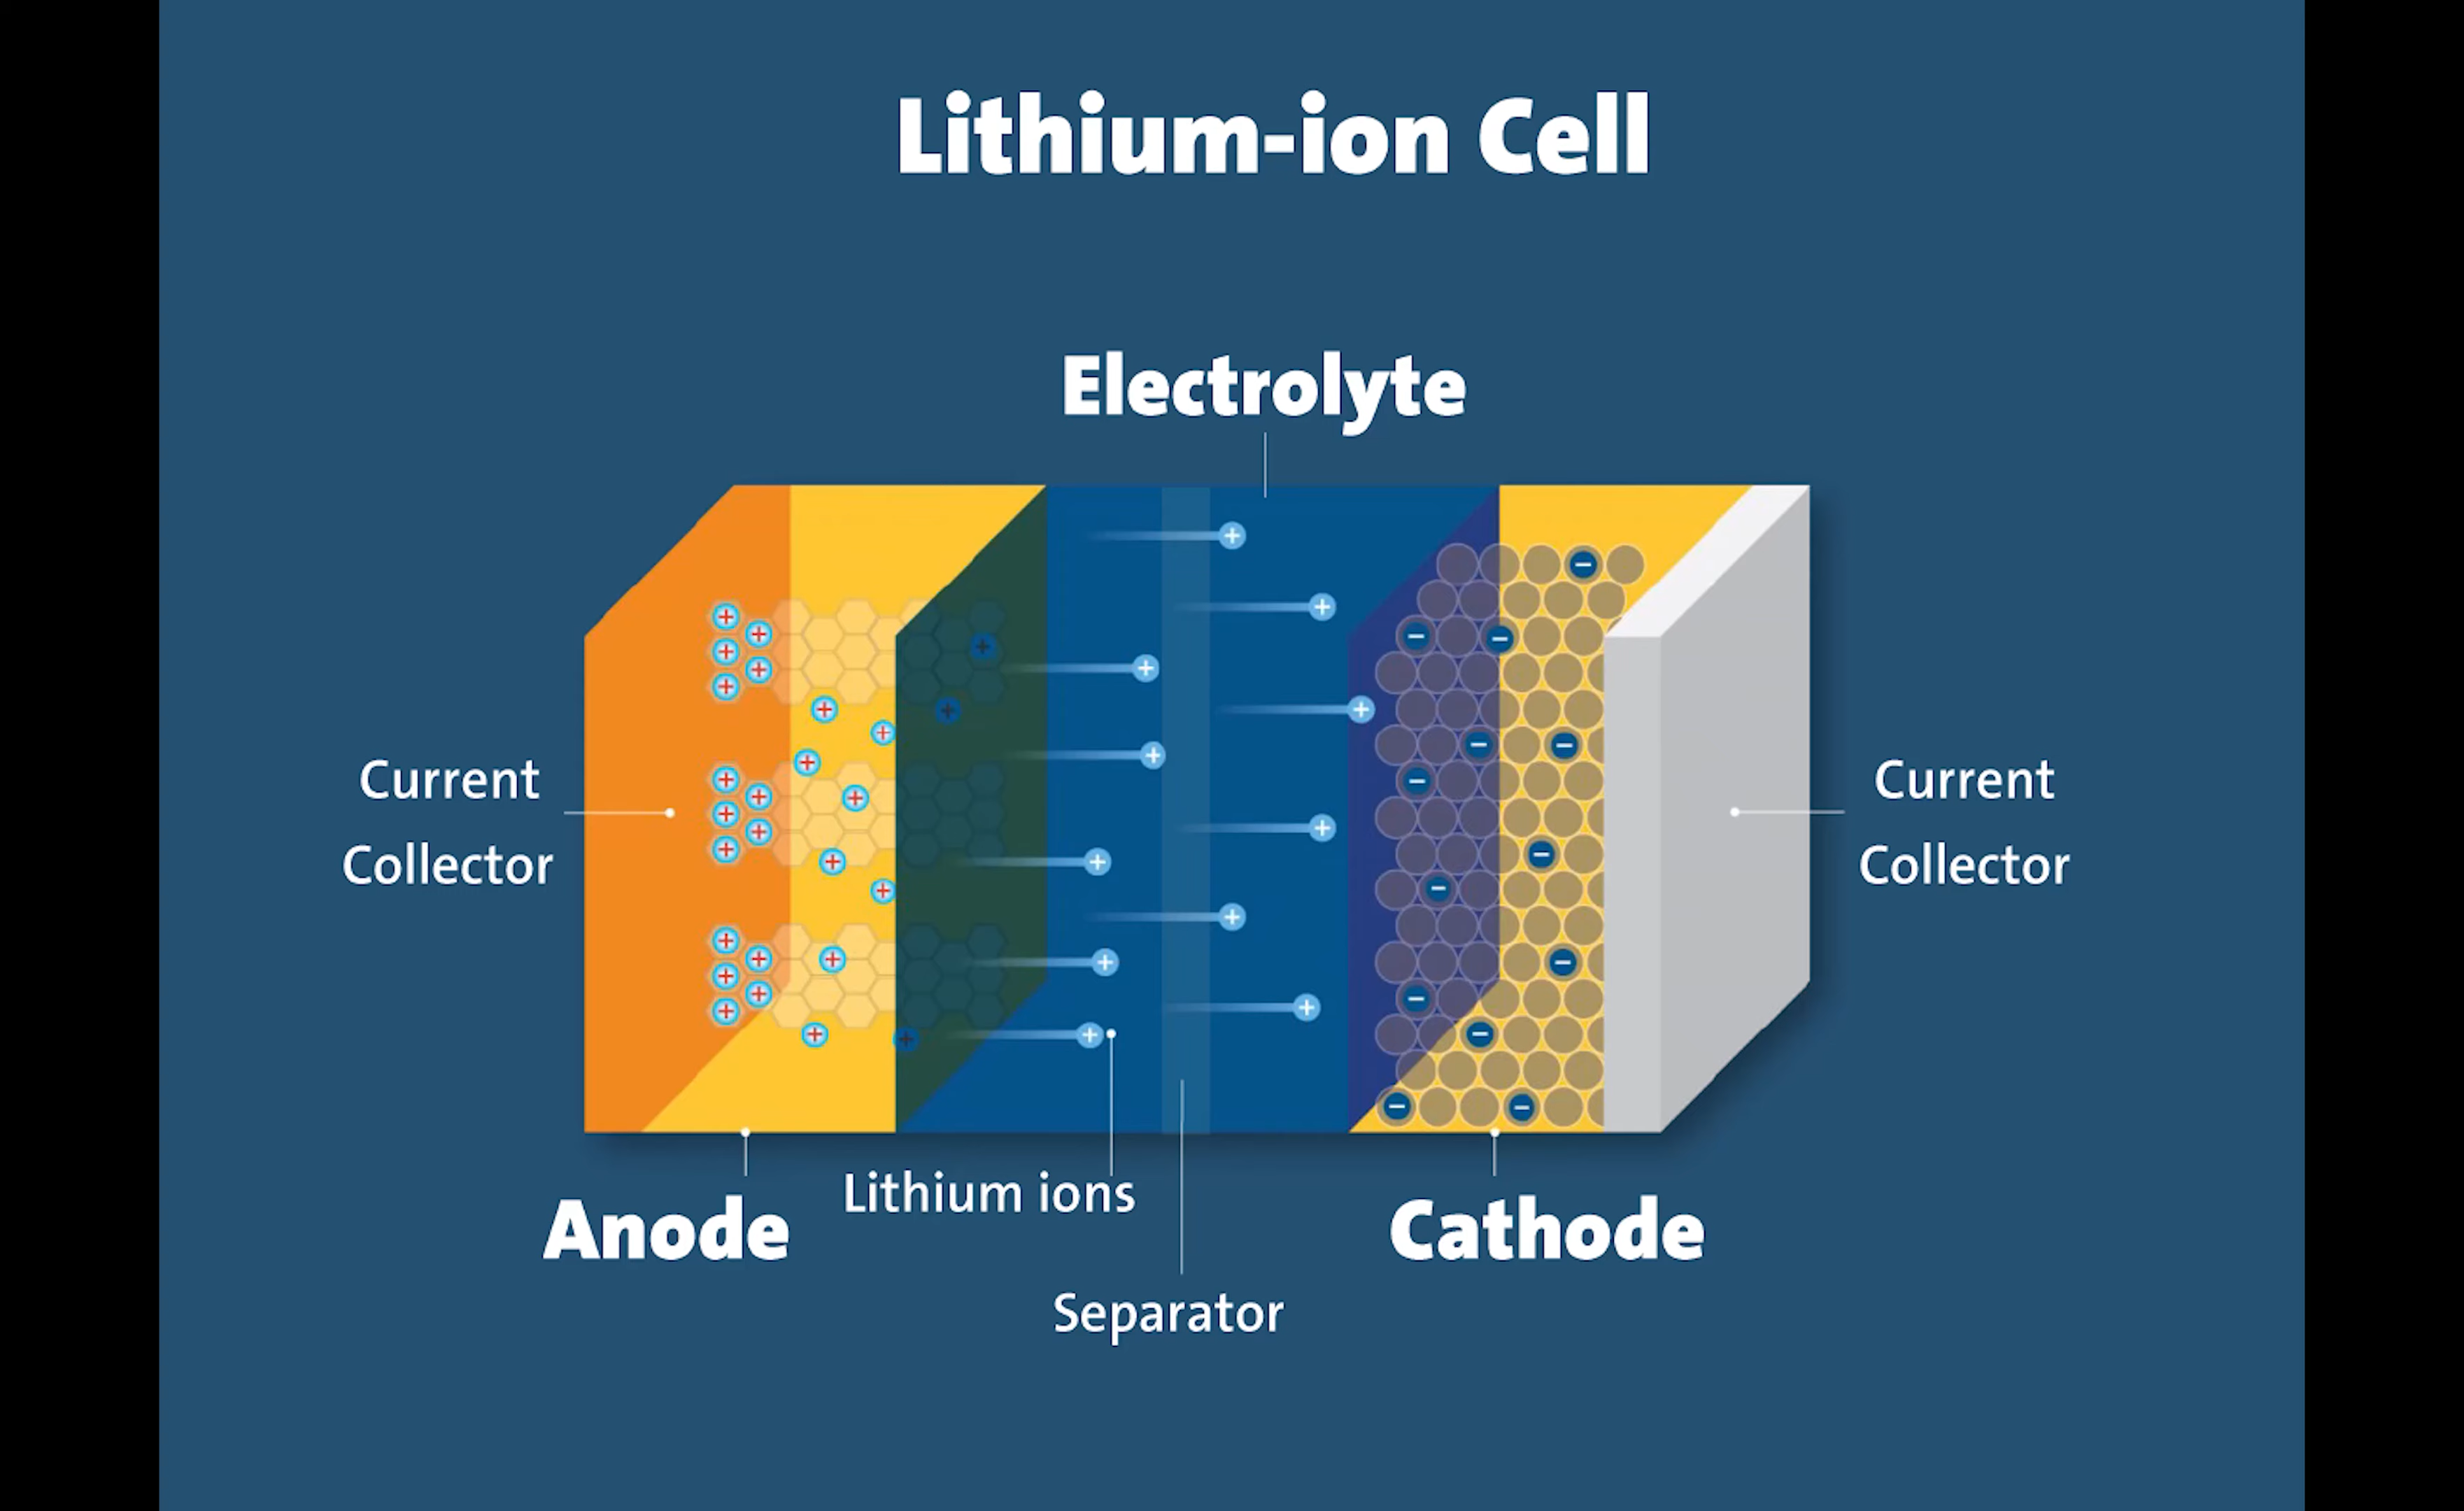 Lithium-ion Cell
Electrolyte
Current
Collector
Current
Collector
Anode
Lithium ions
Cathode
Separator